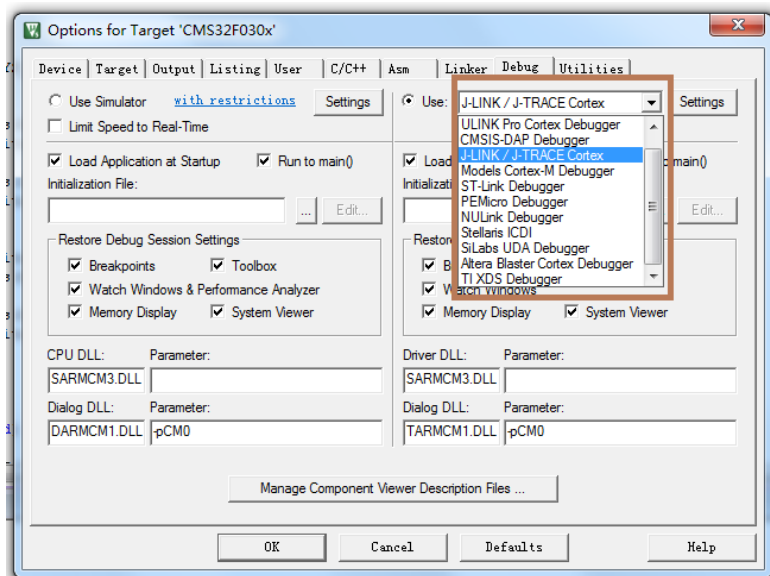 Options for Target 'CMS32F030x'
Device Target Output Listing User C/C++ Asm Linker Debug Utilities
Use Simulator with restrictions Settings
Limit Speed to Real-Time
Use: J-LINK / J-TRACE Cortex Settings
ULINK Pro Cortex Debugger
CMSIS-DAP Debugger
J-LINK / J-TRACE Cortex
Models Cortex-M Debugger
ST-Link Debugger
PEMicro Debugger
NULink Debugger
Stellaris ICDI
SiLabs UDA Debugger
Altera Blaster Cortex Debugger
TI XDS Debugger
Load Application at Startup Run to main()
Initialization File:
... Edit...
Restore Debug Session Settings
Breakpoints Toolbox
Watch Windows & Performance Analyzer
Memory Display System Viewer
Load main()
Edit...
Watch Windows
Memory Display System Viewer
CPU DLL: Parameter:
SARMCM3.DLL
Dialog DLL: Parameter:
DARMCM1.DLL -pCM0
Driver DLL: Parameter:
SARMCM3.DLL
Dialog DLL: Parameter:
TARMCM1.DLL -pCM0
Manage Component Viewer Description Files ...
OK Cancel Defaults Help